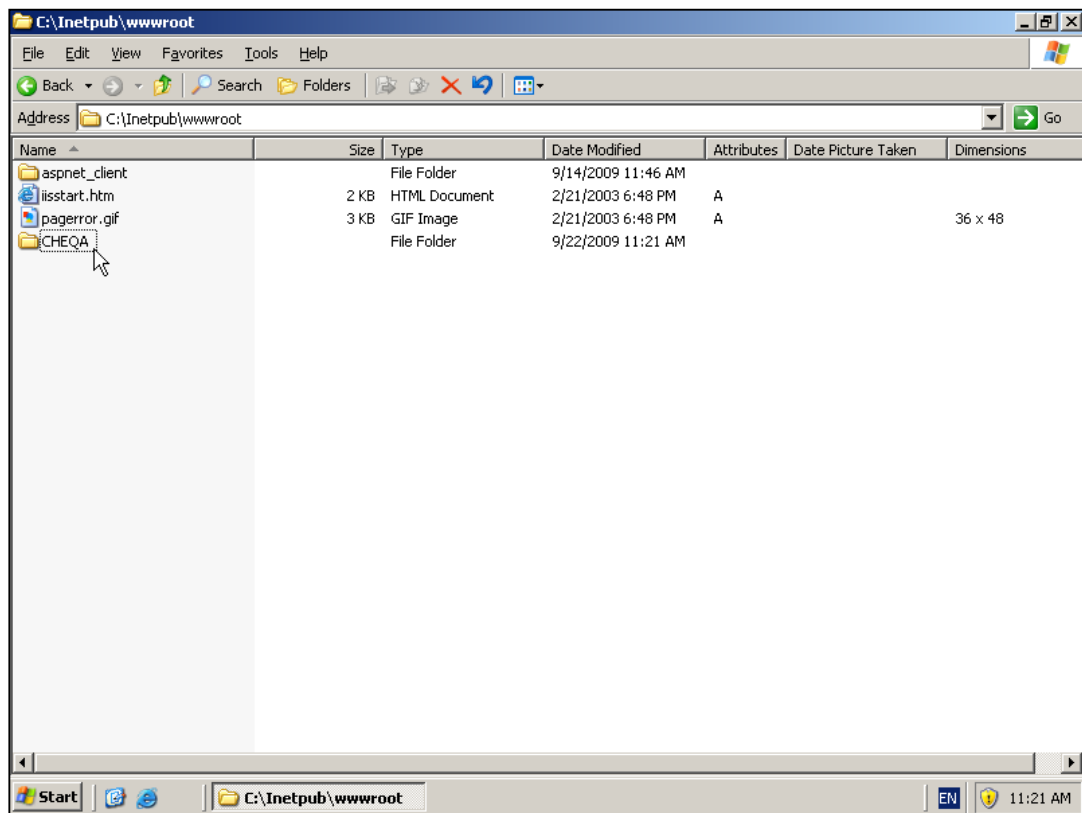 C:\Inetpub\wwwroot
File Edit View Favorites Tools Help
Back Search Folders
Address C:\Inetpub\wwwroot Go
Name Size Type Date Modified Attributes Date Picture Taken Dimensions
aspnet_client File Folder 9/14/2009 11:46 AM
iisstart.htm 2 KB HTML Document 2/21/2003 6:48 PM A
pagerror.gif 3 KB GIF Image 2/21/2003 6:48 PM A 36 x 48
CHEQA File Folder 9/22/2009 11:21 AM
Start C:\Inetpub\wwwroot EN 11:21 AM